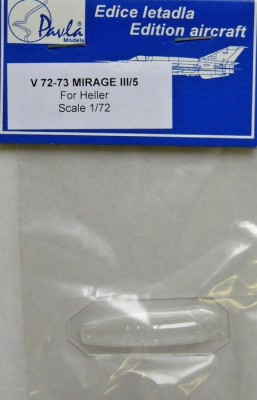 Pavla
Models
Edice letadla
Edition aircraft
V 72-73 MIRAGE III/5
For Heller
Scale 1/72